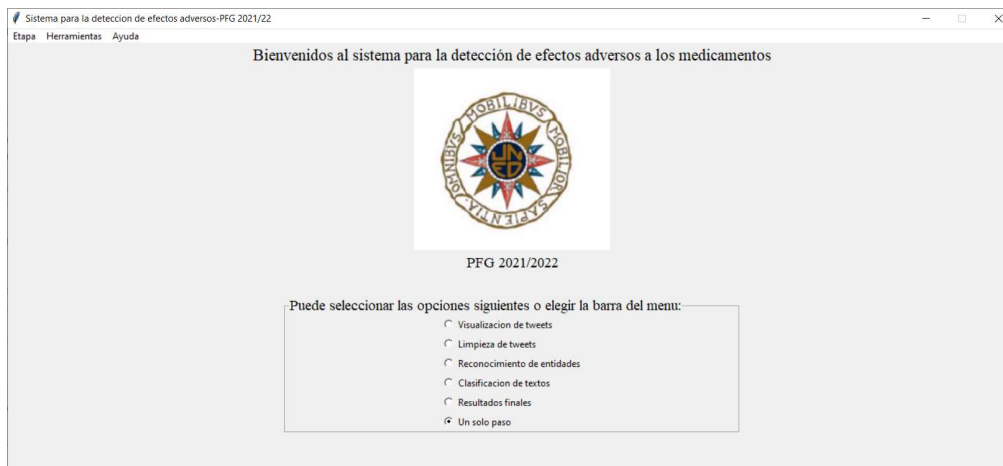 Sistema para la deteccion de efectos adversos-PFG 2021/22
Etapa Herramientas Ayuda
Bienvenidos al sistema para la detección de efectos adversos a los medicamentos
OMNIBVS MOBILIBVS MOBILIOR SAPIENTIA
UNED
PFG 2021/2022
Puede seleccionar las opciones siguientes o elegir la barra del menu:
Visualizacion de tweets
Limpieza de tweets
Reconocimiento de entidades
Clasificacion de textos
Resultados finales
Un solo paso